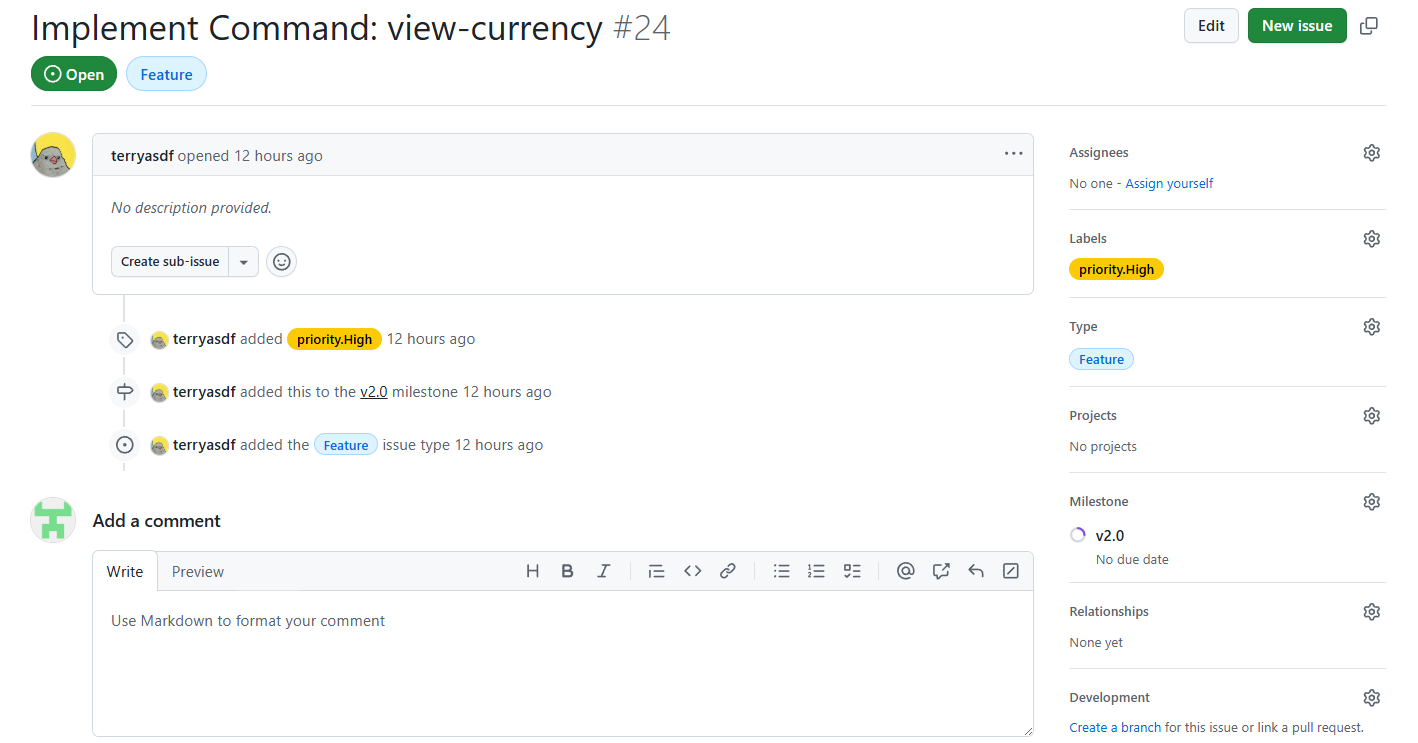 Implement Command: view-currency #24
Edit
New issue
Open
Feature
terryasdf opened 12 hours ago
No description provided.
Create sub-issue
terryasdf added priority.High 12 hours ago
terryasdf added this to the v2.0 milestone 12 hours ago
terryasdf added the Feature issue type 12 hours ago
Add a comment
Write
Preview
Use Markdown to format your comment
Assignees
No one - Assign yourself
Labels
priority.High
Type
Feature
Projects
No projects
Milestone
v2.0
No due date
Relationships
None yet
Development
Create a branch for this issue or link a pull request.